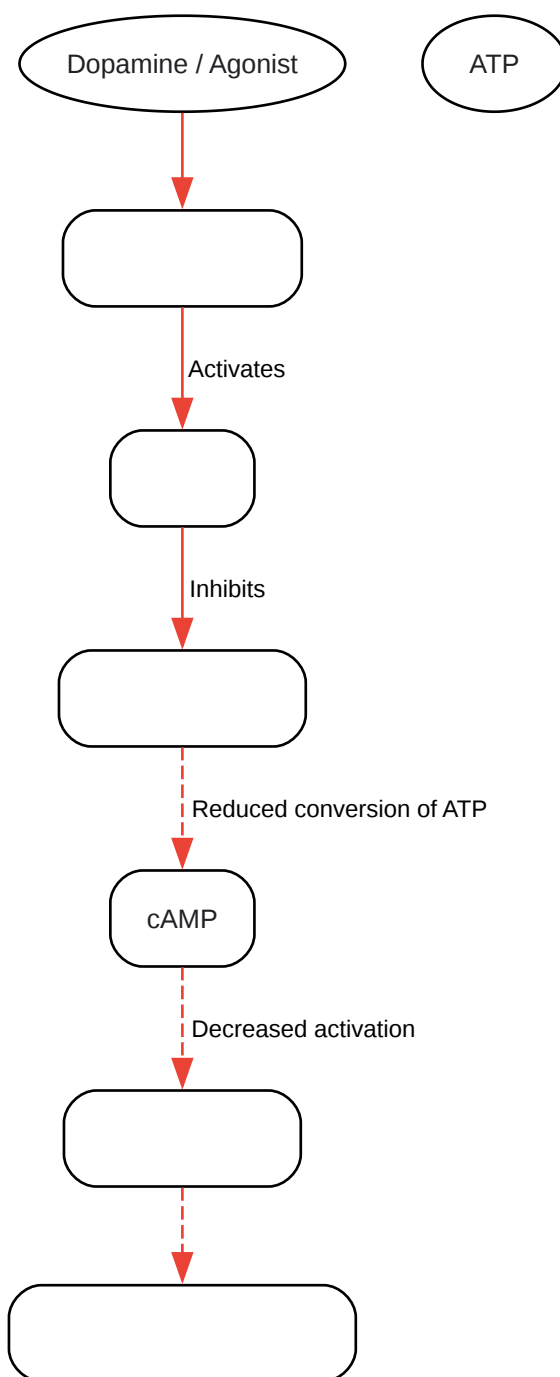 Dopamine / Agonist
ATP
Activates
Inhibits
Reduced conversion of ATP
cAMP
Decreased activation